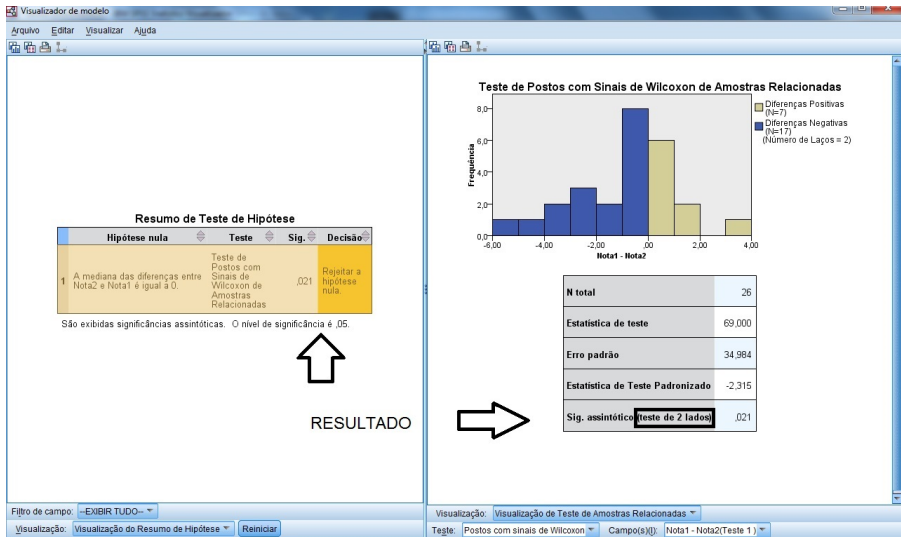 Visualizador de modelo
Arquivo Editar Visualizar Ajuda
Resumo de Teste de Hipótese
Hipótese nula Teste Sig. Decisão
1 A mediana das diferenças entre Nota2 e Nota1 é igual a 0. Teste de Postos com Sinais de Wilcoxon de Amostras Relacionadas ,021 Rejeitar a hipótese nula.
São exibidas significâncias assintóticas. O nível de significância é ,05.
RESULTADO
Filtro de campo: --EXIBIR TUDO--
Visualização: Visualização do Resumo de Hipótese Reiniciar
Teste de Postos com Sinais de Wilcoxon de Amostras Relacionadas
Diferenças Positivas
(N=7)
Diferenças Negativas
(N=17)
(Número de Laços = 2)
Frequência
8,0
6,0
4,0
2,0
0,0
-6,00 -4,00 -2,00 ,00 2,00 4,00
Nota1 - Nota2
N total 26
Estatística de teste 69,000
Erro padrão 34,984
Estatística de Teste Padronizado -2,315
Sig. assintótico (teste de 2 lados) ,021
Visualização: Visualização de Teste de Amostras Relacionadas
Teste: Postos com sinais de Wilcoxon Campo(s)(I): Nota1 - Nota2(Teste 1 )